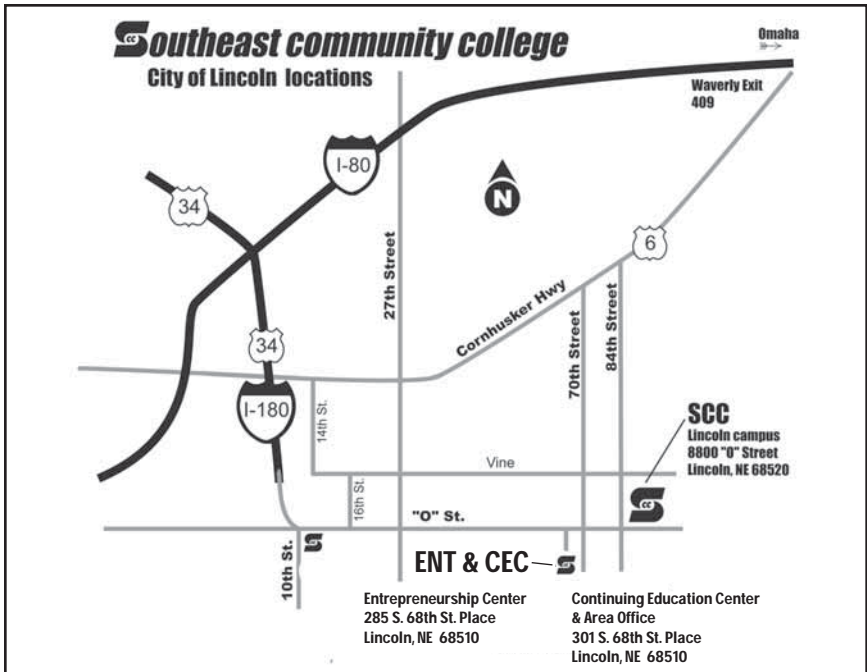 Southeast community college
City of Lincoln locations
Omaha
Waverly Exit
409
I-80
34
N
6
27th Street
Cornhusker Hwy
70th Street
84th Street
34
I-180
14th St.
SCC
Lincoln campus
8800 "O" Street
Lincoln, NE 68520
Vine
16th St.
Scc
"O" St.
Scc
10th St.
ENT & CEC
Scc
Entrepreneurship Center
285 S. 68th St. Place
Lincoln, NE 68510
Continuing Education Center
& Area Office
301 S. 68th St. Place
Lincoln, NE 68510